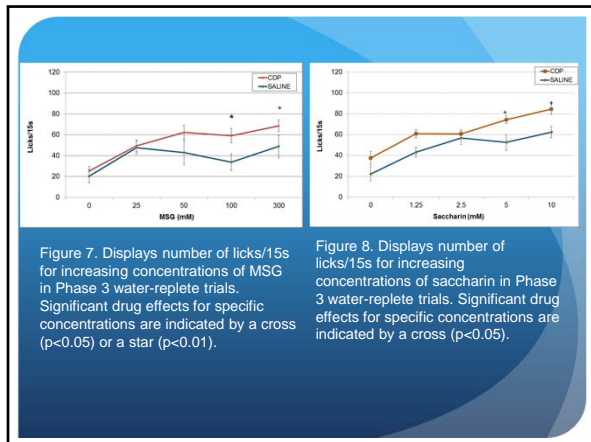 120
100
80
60
40
20
0
Licks/15s
CDP
SALINE
*
+
0 25 50 100 300
MSG (mM)
120
100
80
60
40
20
0
Licks/15s
CDP
SALINE
+
+
0 1.25 2.5 5 10
Saccharin (mM)
Figure 7. Displays number of licks/15s
for increasing concentrations of MSG
in Phase 3 water-replete trials.
Significant drug effects for specific
concentrations are indicated by a cross
(p<0.05) or a star (p<0.01).
Figure 8. Displays number of
licks/15s for increasing
concentrations of saccharin in Phase
3 water-replete trials. Significant drug
effects for specific concentrations are
indicated by a cross (p<0.05).